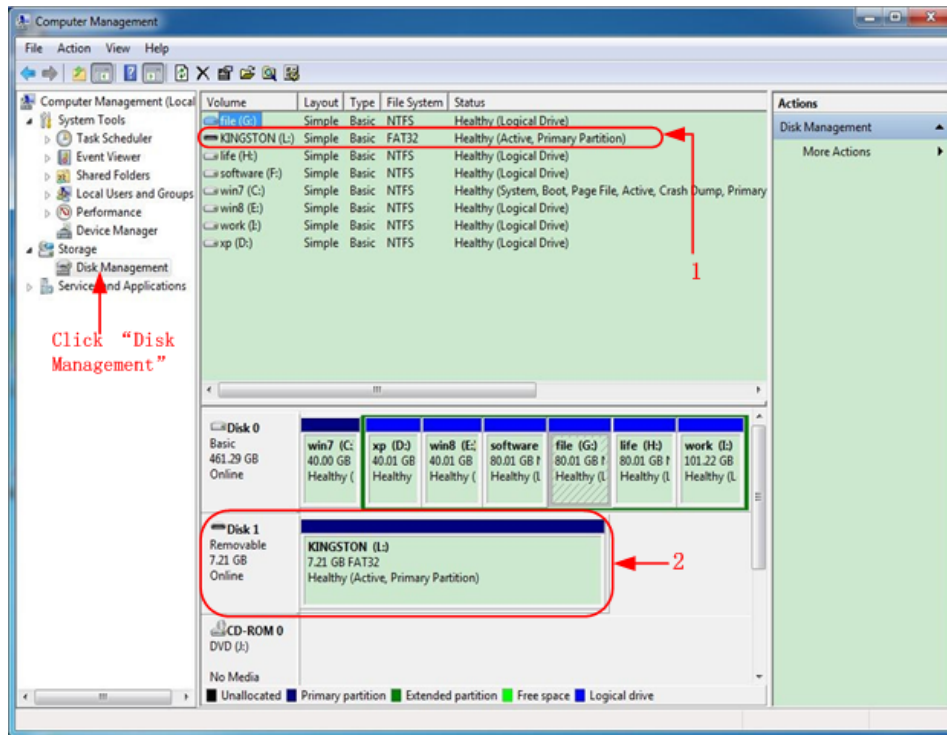 Computer Management
File Action View Help
Computer Management (Local
System Tools
Task Scheduler
Event Viewer
Shared Folders
Local Users and Groups
Performance
Device Manager
Storage
Disk Management
Services and Applications
Click “Disk
Management”
Volume Layout Type File System Status
file (G:) Simple Basic NTFS Healthy (Logical Drive)
KINGSTON (L:) Simple Basic FAT32 Healthy (Active, Primary Partition)
life (H:) Simple Basic NTFS Healthy (Logical Drive)
software (F:) Simple Basic NTFS Healthy (Logical Drive)
win7 (C:) Simple Basic NTFS Healthy (System, Boot, Page File, Active, Crash Dump, Primary
win8 (E:) Simple Basic NTFS Healthy (Logical Drive)
work (I:) Simple Basic NTFS Healthy (Logical Drive)
xp (D:) Simple Basic NTFS Healthy (Logical Drive)
1
Disk 0
Basic
461.29 GB
Online
win7 (C: xp (D:) win8 (E: software file (G:) life (H:) work (I:)
40.00 GB 40.01 GB 40.01 GB 80.01 GB 80.01 GB 80.01 GB 101.22 GB
Healthy ( Healthy Healthy ( Healthy (L Healthy (L Healthy (L Healthy (L
Disk 1
Removable
7.21 GB
Online
KINGSTON (L:)
7.21 GB FAT32
Healthy (Active, Primary Partition)
2
CD-ROM 0
DVD (J:)
No Media
Unallocated Primary partition Extended partition Free space Logical drive
Actions
Disk Management
More Actions